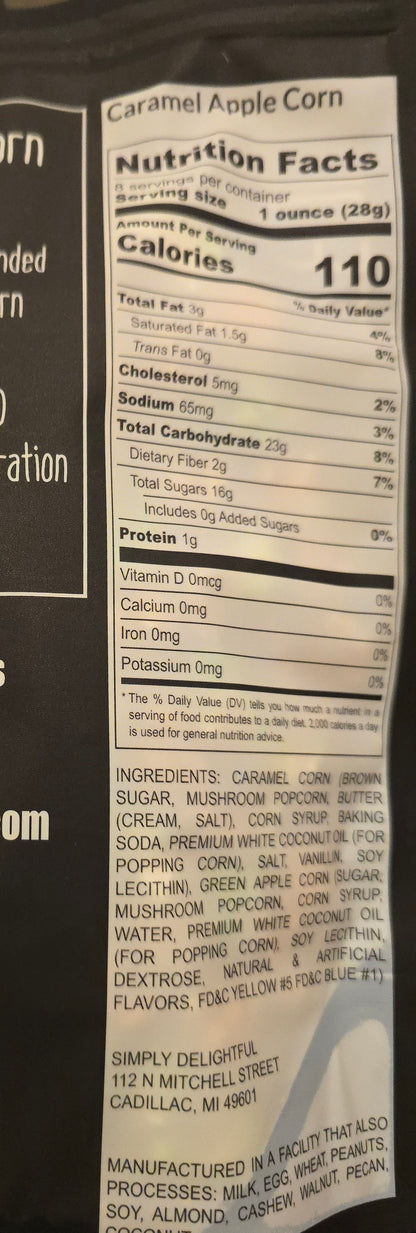 orn
nded
rn
ration
s
om
Caramel Apple Corn
Nutrition Facts
8 servings per container
Serving size 1 ounce (28g)
Amount Per Serving
Calories 110
% Daily Value*
Total Fat 3g 4%
Saturated Fat 1.5g 8%
Trans Fat 0g
Cholesterol 5mg 2%
Sodium 65mg 3%
Total Carbohydrate 23g 8%
Dietary Fiber 2g 7%
Total Sugars 16g
Includes 0g Added Sugars 0%
Protein 1g
Vitamin D 0mcg 0%
Calcium 0mg 0%
Iron 0mg 0%
Potassium 0mg 0%
* The % Daily Value (DV) tells you how much a nutrient in a
serving of food contributes to a daily diet. 2,000 calories a day
is used for general nutrition advice.
INGREDIENTS: CARAMEL CORN (BROWN
SUGAR, MUSHROOM POPCORN, BUTTER
(CREAM, SALT), CORN SYRUP, BAKING
SODA, PREMIUM WHITE COCONUT OIL (FOR
POPPING CORN), SALT, VANILLIN, SOY
LECITHIN), GREEN APPLE CORN (SUGAR,
MUSHROOM POPCORN, CORN SYRUP,
WATER, PREMIUM WHITE COCONUT OIL
(FOR POPPING CORN), SOY LECITHIN,
DEXTROSE, NATURAL & ARTIFICIAL
FLAVORS, FD&C YELLOW #5 FD&C BLUE #1)
SIMPLY DELIGHTFUL
112 N MITCHELL STREET
CADILLAC, MI 49601
MANUFACTURED IN A FACILITY THAT ALSO
PROCESSES: MILK, EGG, WHEAT, PEANUTS,
SOY, ALMOND, CASHEW, WALNUT, PECAN,
COCONUT